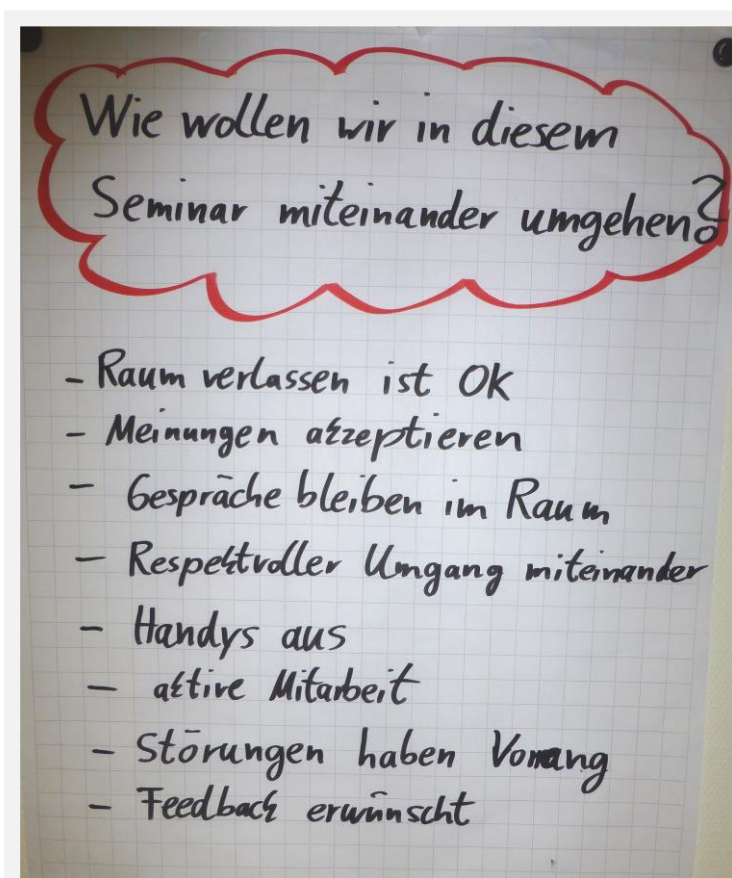 Wie wollen wir in diesem
Seminar miteinander umgehen?
- Raum verlassen ist OK
- Meinungen akzeptieren
- Gespräche bleiben im Raum
- Respektvoller Umgang miteinander
- Handys aus
- aktive Mitarbeit
- Störungen haben Vorrang
- Feedback erwünscht